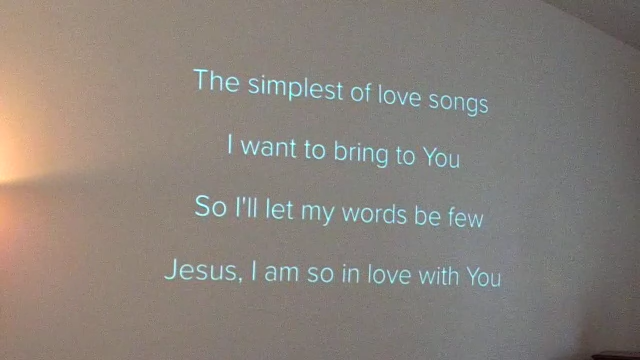 The simplest of love songs
I want to bring to You
So I'll let my words be few
Jesus, I am so in love with You